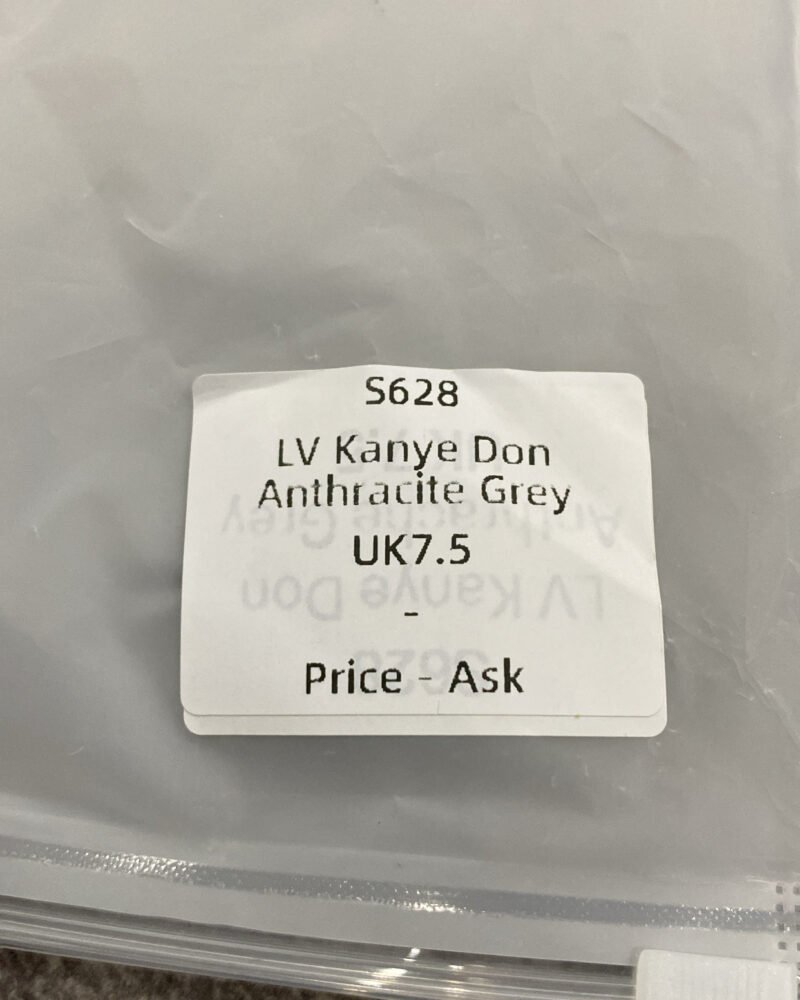 S628
LV Kanye Don
Anthracite Grey
UK7.5
-
Price - Ask